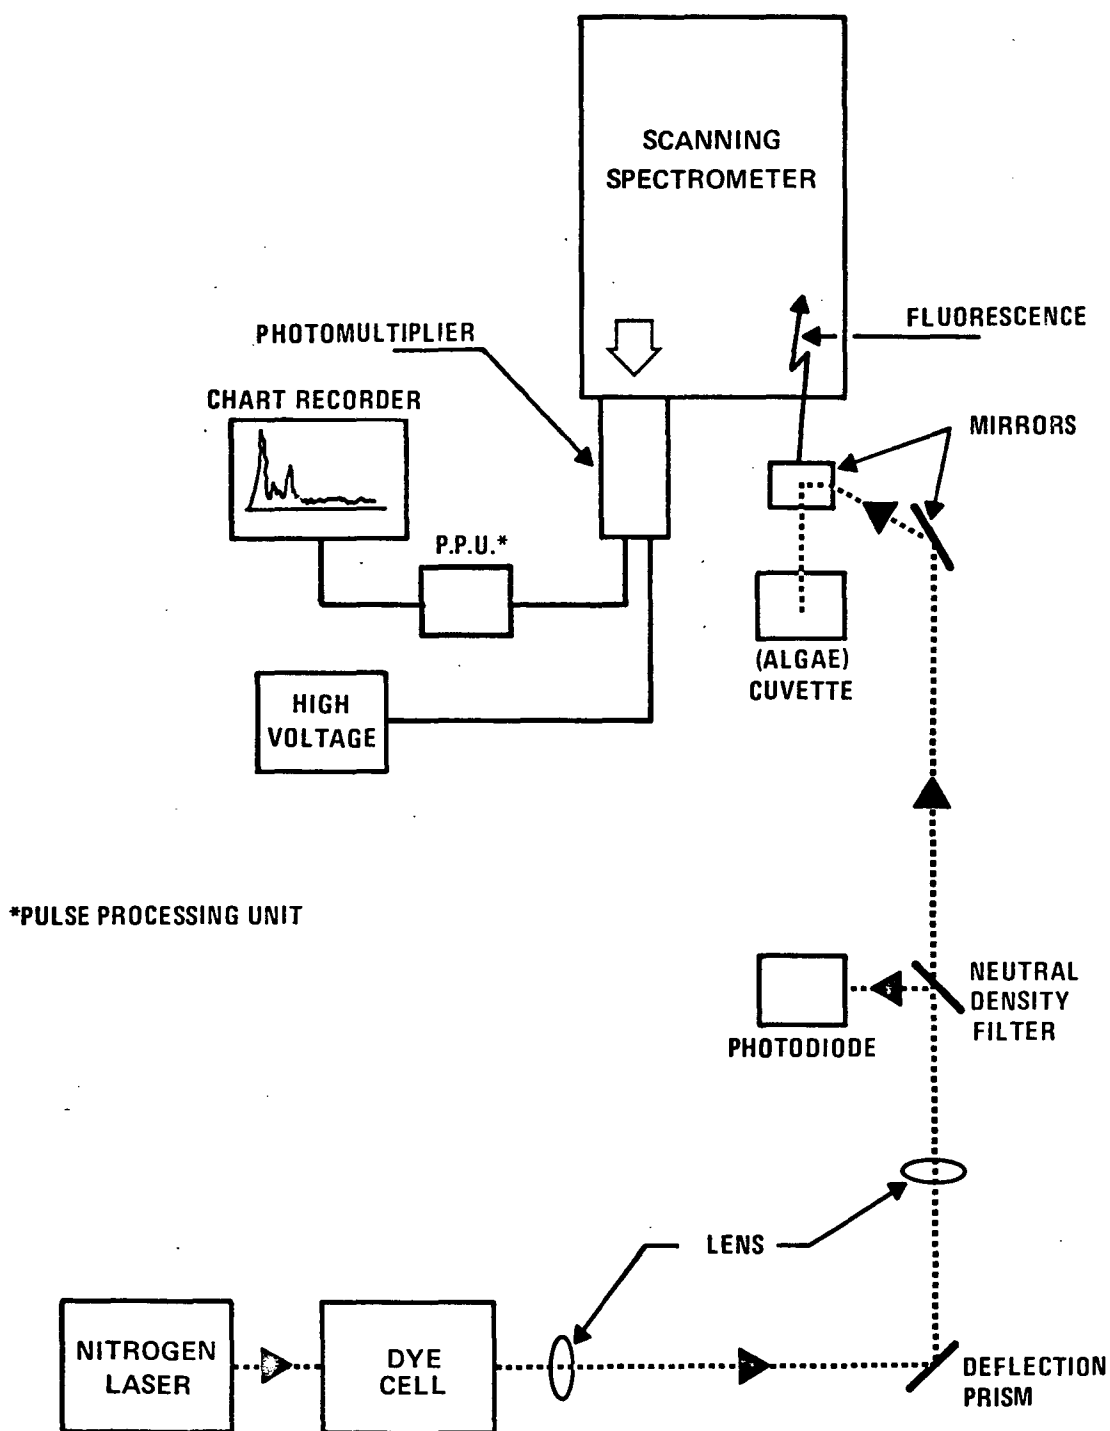 SCANNING
SPECTROMETER
FLUORESCENCE
PHOTOMULTIPLIER
CHART RECORDER
MIRRORS
P.P.U.*
(ALGAE)
CUVETTE
HIGH
VOLTAGE
*PULSE PROCESSING UNIT
NEUTRAL
DENSITY
FILTER
PHOTODIODE
LENS
NITROGEN
LASER
DYE
CELL
DEFLECTION
PRISM